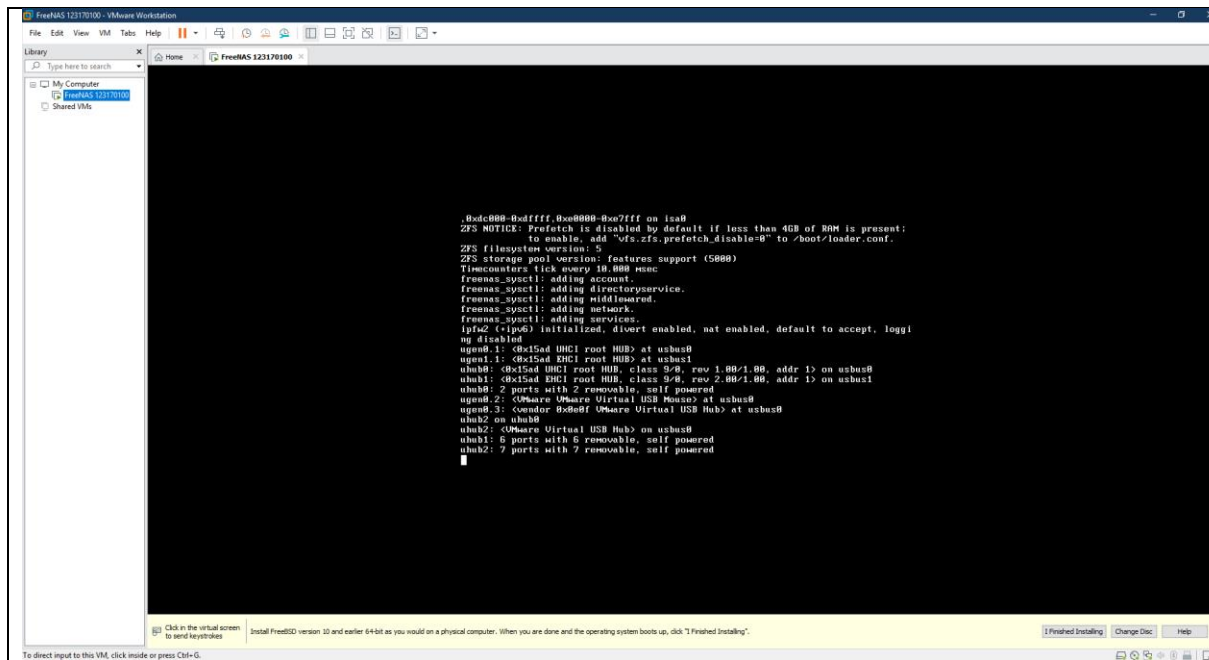 FreeNAS 123170100 - VMware Workstation
File Edit View VM Tabs Help
Library
Type here to search
My Computer
FreeNAS 123170100
Shared VMs
Home
FreeNAS 123170100
,0xdc000-0xdffff,0xe0000-0xe7fff on isa0
ZFS NOTICE: Prefetch is disabled by default if less than 4GB of RAM is present;
to enable, add "vfs.zfs.prefetch_disable=0" to /boot/loader.conf.
ZFS filesystem version: 5
ZFS storage pool version: features support (5000)
Timecounters tick every 10.000 msec
freenas_sysctl: adding account.
freenas_sysctl: adding directoryservice.
freenas_sysctl: adding middlewared.
freenas_sysctl: adding network.
freenas_sysctl: adding services.
ipfw2 (+ipv6) initialized, divert enabled, nat enabled, default to accept, loggi
ng disabled
ugen0.1: <0x15ad UHCI root HUB> at usbus0
ugen1.1: <0x15ad EHCI root HUB> at usbus1
uhub0: <0x15ad UHCI root HUB, class 9/0, rev 1.00/1.00, addr 1> on usbus0
uhub1: <0x15ad EHCI root HUB, class 9/0, rev 2.00/1.00, addr 1> on usbus1
uhub0: 2 ports with 2 removable, self powered
ugen0.2: <VMware VMware Virtual USB Mouse> at usbus0
ugen0.3: <vendor 0x0e0f VMware Virtual USB Hub> at usbus0
uhub2 on uhub0
uhub2: <VMware Virtual USB Hub> on usbus0
uhub1: 6 ports with 6 removable, self powered
uhub2: 7 ports with 7 removable, self powered
Click in the virtual screen
to send keystrokes
Install FreeBSD version 10 and earlier 64-bit as you would on a physical computer. When you are done and the operating system boots up, click "I Finished Installing".
I Finished Installing
Change Disc
Help
To direct input to this VM, click inside or press Ctrl+G.